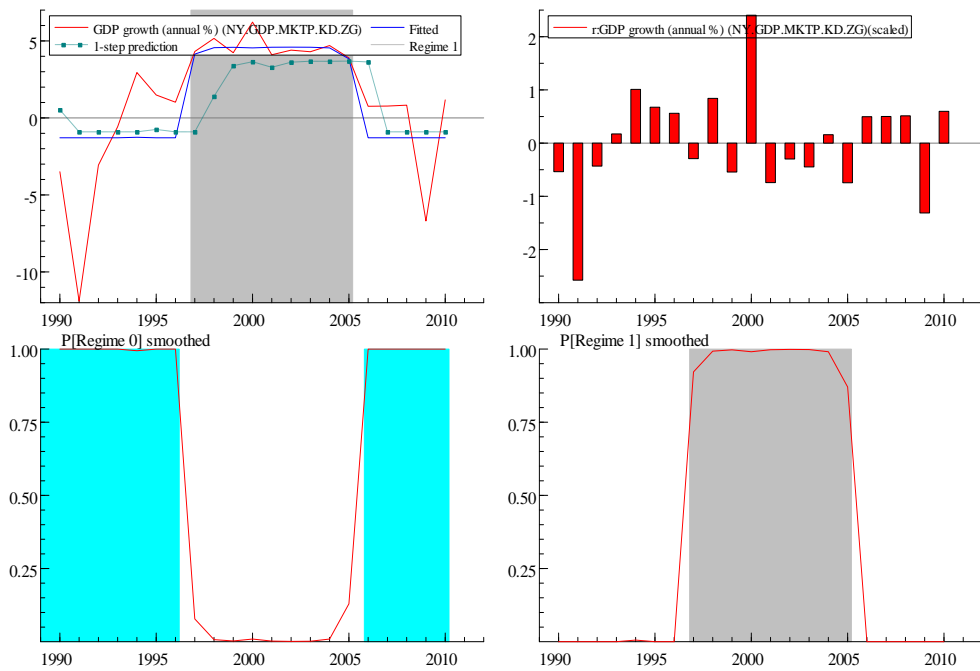 GDP growth (annual %) (NY.GDP.MKTP.KD.ZG) Fitted
1-step prediction Regime 1
5
0
-5
-10
1990 1995 2000 2005 2010
r:GDP growth (annual %) (NY.GDP.MKTP.KD.ZG)(scaled)
2
1
0
-1
-2
1990 1995 2000 2005 2010
P[Regime 0] smoothed
1.00
0.75
0.50
0.25
1990 1995 2000 2005 2010
P[Regime 1] smoothed
1.00
0.75
0.50
0.25
1990 1995 2000 2005 2010